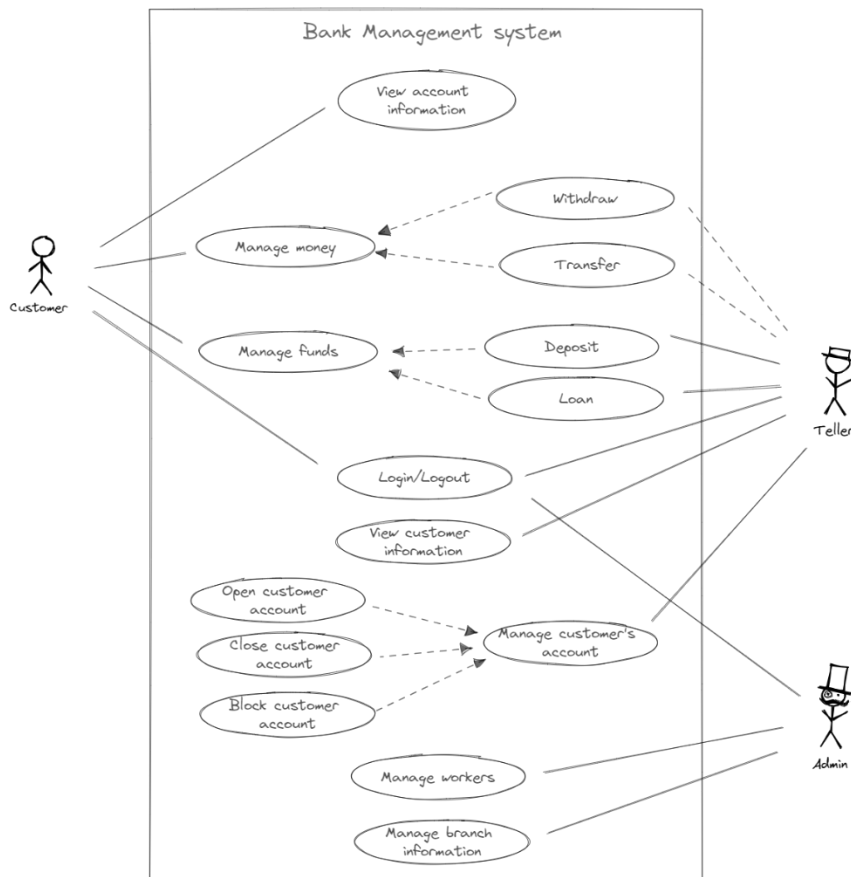 Bank Management system
View account
information
Withdraw
Manage money
Transfer
Customer
Manage funds
Deposit
Loan
Teller
Login/Logout
View customer
information
Open customer
account
Manage customer's
account
Close customer
account
Block customer
account
Admin
Manage workers
Manage branch
information